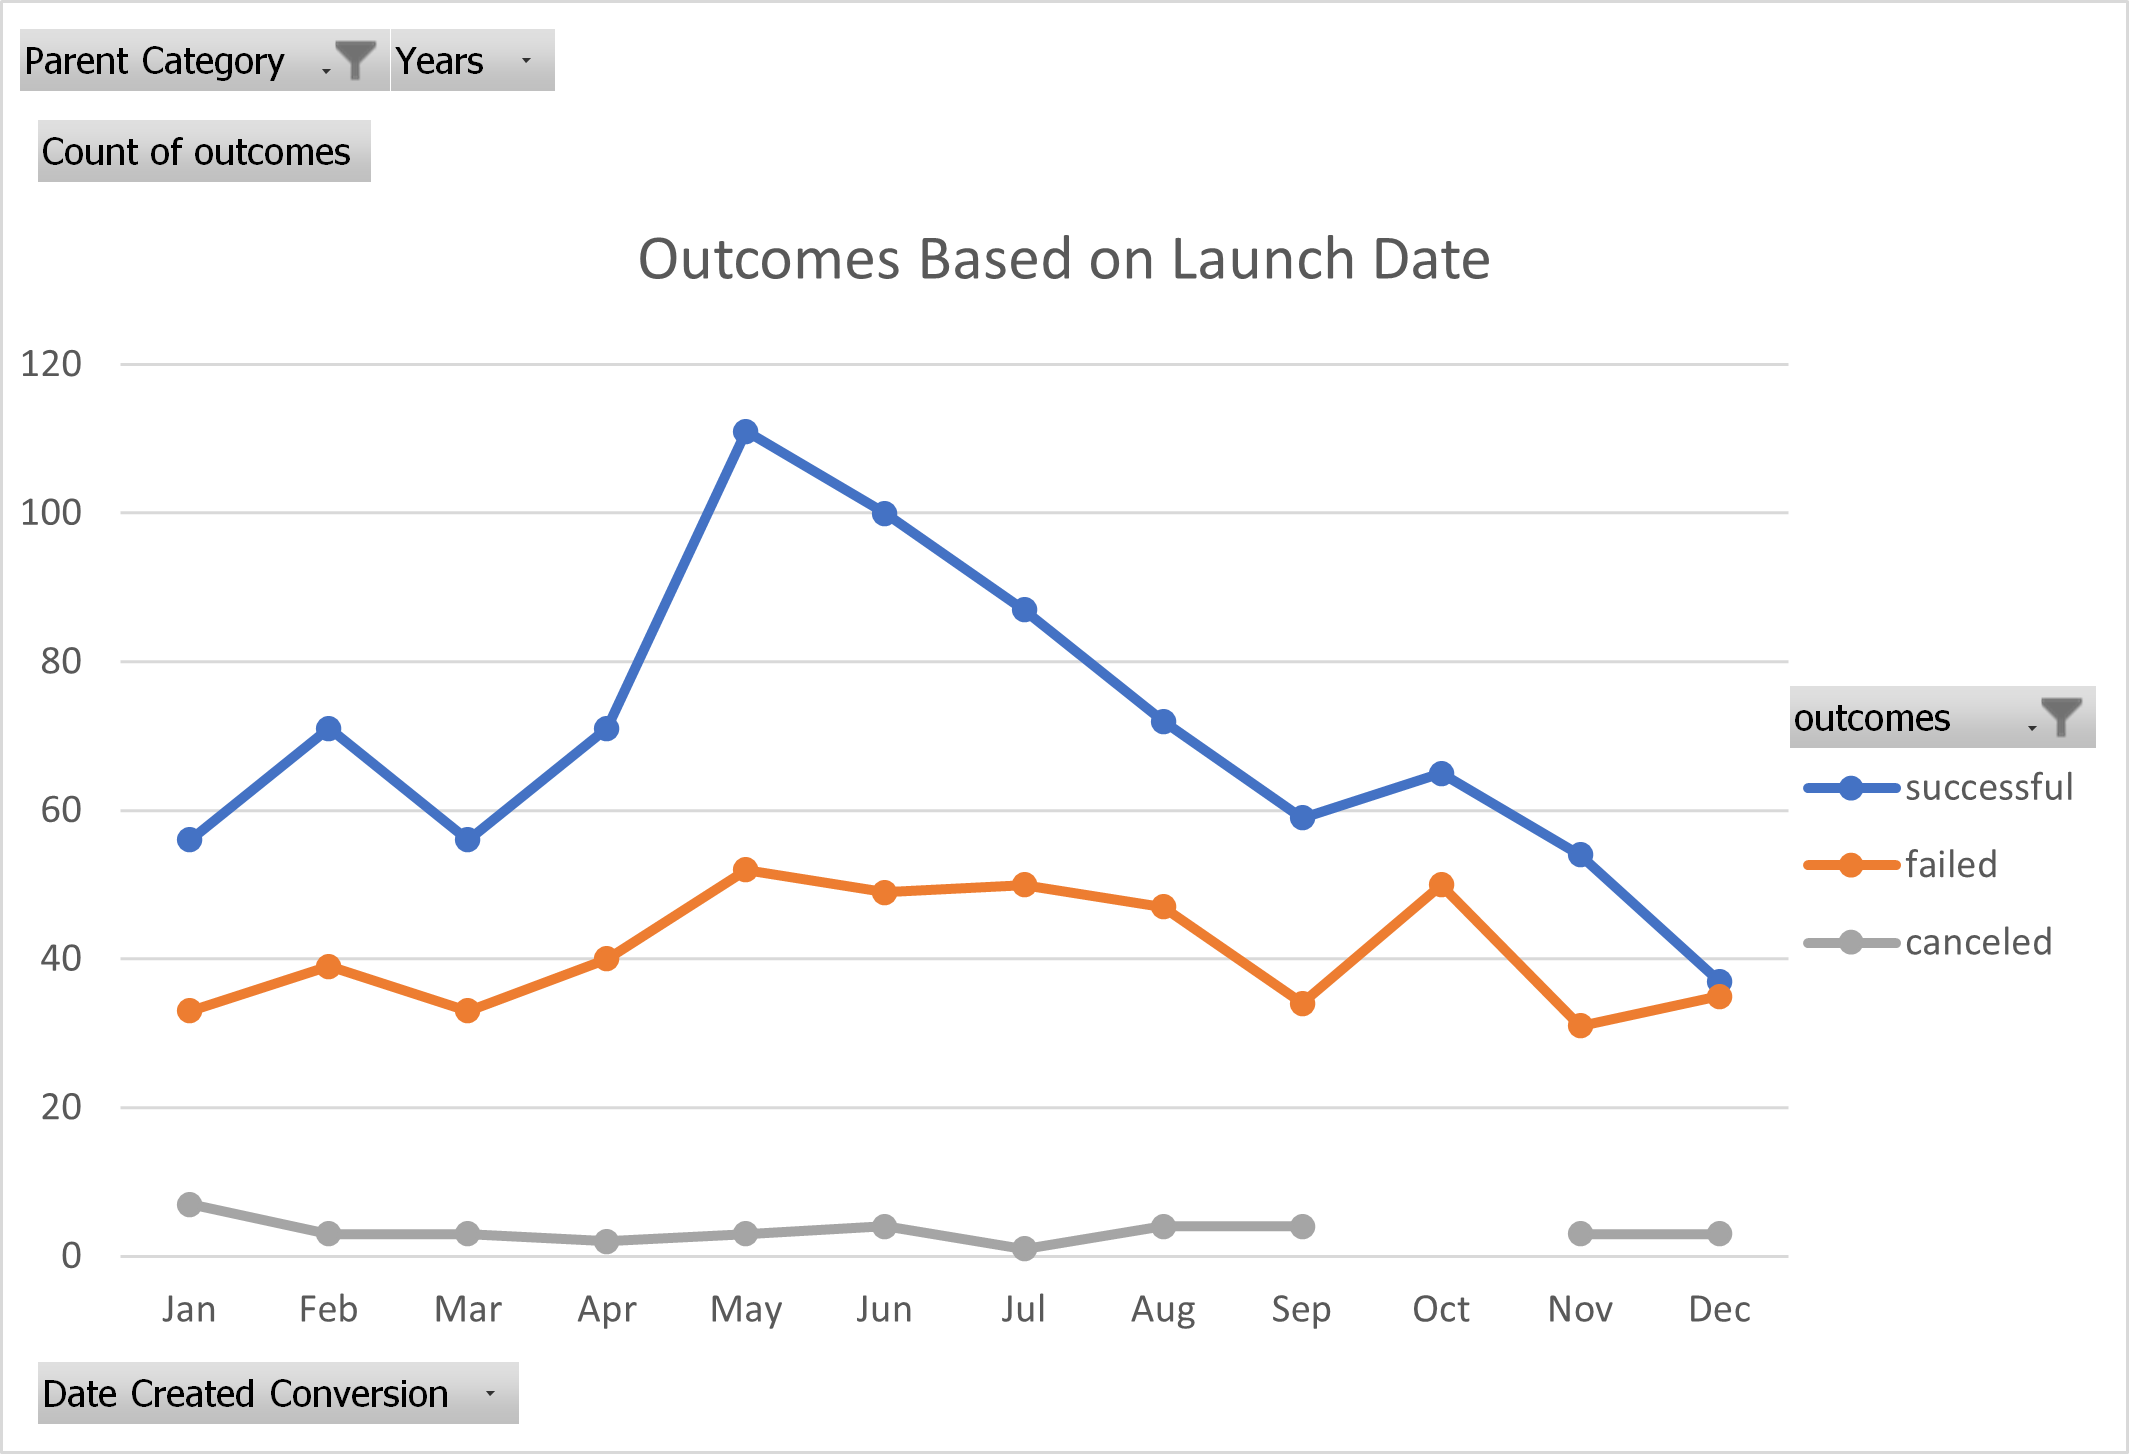 Parent Category Years
Count of outcomes
Outcomes Based on Launch Date
120
100
80
60
40
20
0
outcomes
successful
failed
canceled
Jan Feb Mar Apr May Jun Jul Aug Sep Oct Nov Dec
Date Created Conversion